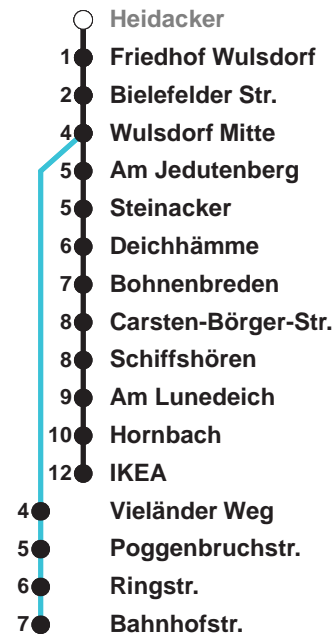 Heidacker
1 Friedhof Wulsdorf
2 Bielefelder Str.
4 Wulsdorf Mitte
5 Am Jedutenberg
5 Steinacker
6 Deichhämme
7 Bohnenbreden
8 Carsten-Börger-Str.
8 Schiffshören
9 Am Lunedeich
10 Hornbach
12 IKEA
4 Vieländer Weg
5 Poggenbruchstr.
6 Ringstr.
7 Bahnhofstr.